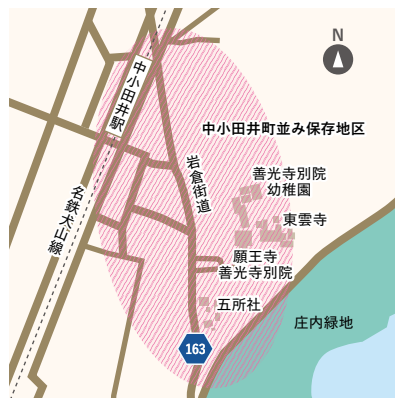 N
中小田井駅
中小田井町並み保存地区
岩倉街道
善光寺別院
幼稚園
名鉄犬山線
東雲寺
願王寺
善光寺別院
五所社
庄内緑地
163